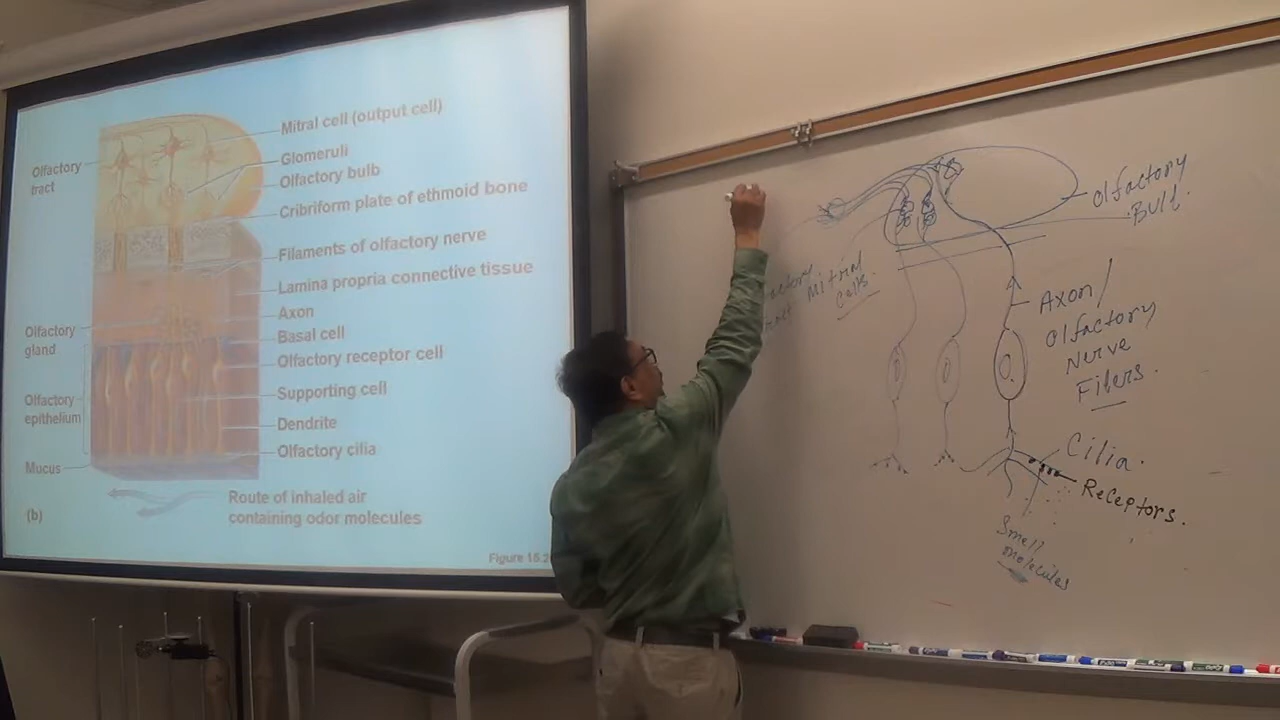 Mitral cell (output cell)
Olfactory
tract
Glomeruli
Olfactory bulb
Cribriform plate of ethmoid bone
Filaments of olfactory nerve
Lamina propria connective tissue
Axon
Olfactory
gland
Basal cell
Olfactory receptor cell
Supporting cell
Olfactory
epithelium
Dendrite
Olfactory cilia
Mucus
Route of inhaled air
containing odor molecules
(b)
Figure 15.2
Olfactory
Bulb.
Mitrial
Cells.
Axon/
Olfactory
Nerve
Fibers.
Cilia.
Receptors.
Smell
molecules